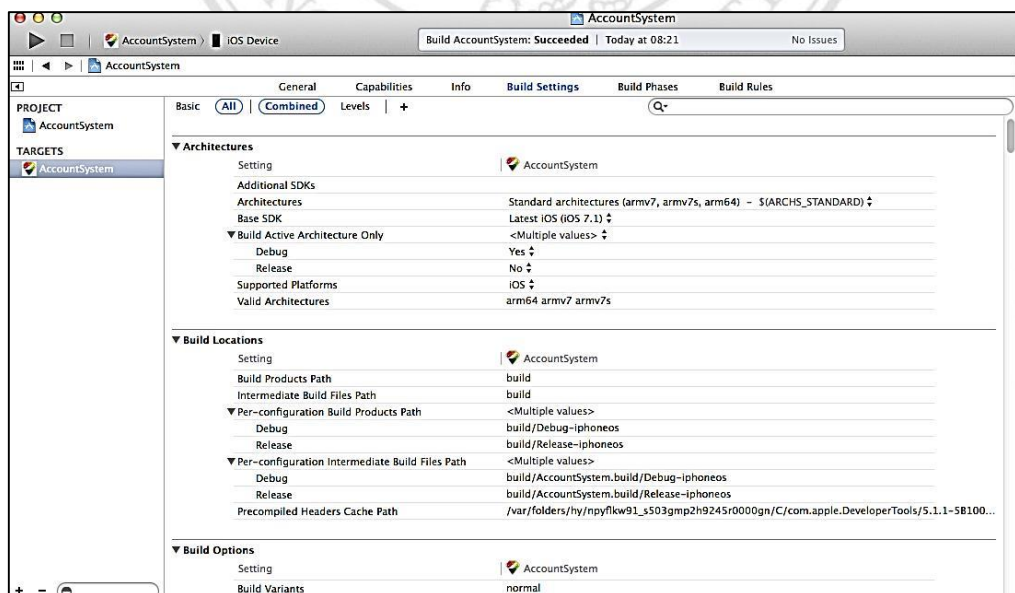 AccountSystem
AccountSystem iOS Device
Build AccountSystem: Succeeded | Today at 08:21 No Issues
AccountSystem
General Capabilities Info Build Settings Build Phases Build Rules
PROJECT
AccountSystem
TARGETS
AccountSystem
Basic All Combined Levels +
Architectures
Setting AccountSystem
Additional SDKs
Architectures Standard architectures (armv7, armv7s, arm64) - $(ARCHS_STANDARD)
Base SDK Latest iOS (iOS 7.1)
Build Active Architecture Only <Multiple values>
Debug Yes
Release No
Supported Platforms iOS
Valid Architectures arm64 armv7 armv7s
Build Locations
Setting AccountSystem
Build Products Path build
Intermediate Build Files Path build
Per-configuration Build Products Path <Multiple values>
Debug build/Debug-iphoneos
Release build/Release-iphoneos
Per-configuration Intermediate Build Files Path <Multiple values>
Debug build/AccountSystem.build/Debug-iphoneos
Release build/AccountSystem.build/Release-iphoneos
Precompiled Headers Cache Path /var/folders/hy/npyflkw91_s503gmp2h9245r0000gn/C/com.apple.DeveloperTools/5.1.1-5B100...
Build Options
Setting AccountSystem
Build Variants normal